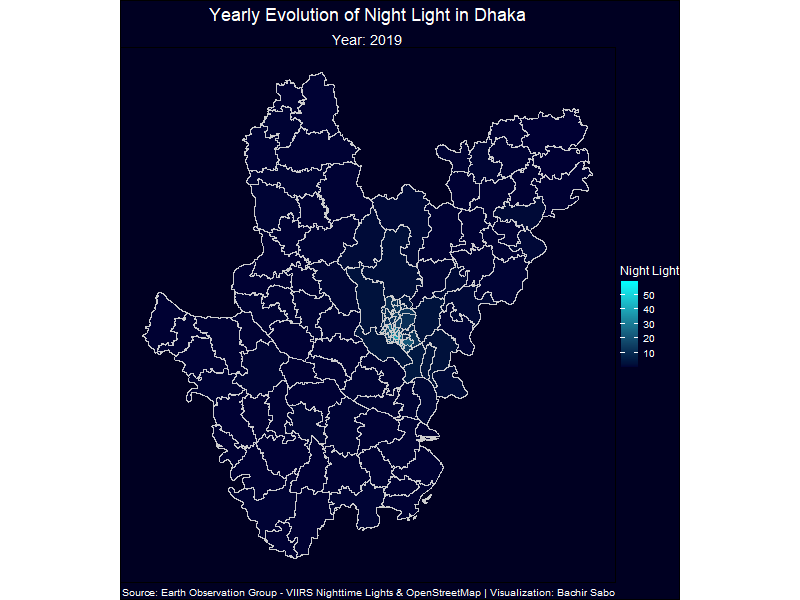 Yearly Evolution of Night Light in Dhaka
Year: 2019
Night Light
50
40
30
20
10
Source: Earth Observation Group - VIIRS Nighttime Lights & OpenStreetMap | Visualization: Bachir Sabo